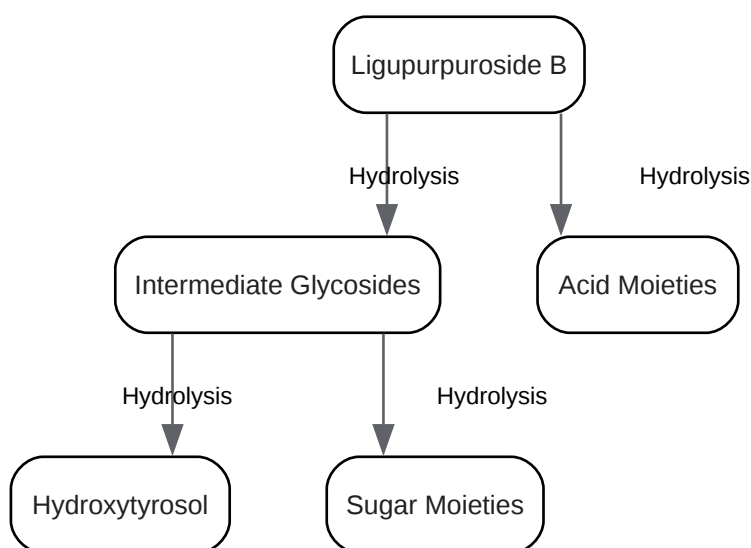 Ligupurpuroside B
Hydrolysis
Hydrolysis
Intermediate Glycosides
Acid Moieties
Hydrolysis
Hydrolysis
Hydroxytyrosol
Sugar Moieties